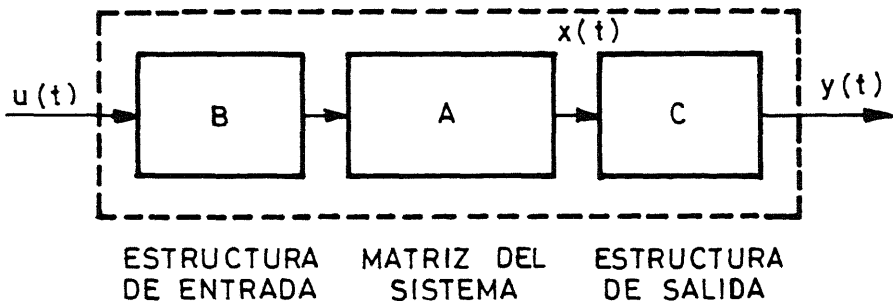 x(t)
u(t)
B
A
C
y(t)
ESTRUCTURA
DE ENTRADA
MATRIZ DEL
SISTEMA
ESTRUCTURA
DE SALIDA